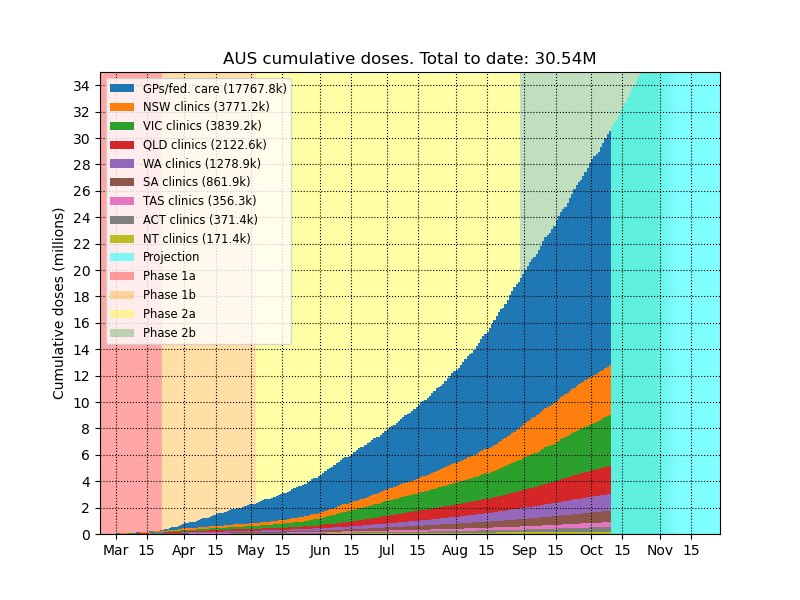 AUS cumulative doses. Total to date: 30.54M
Cumulative doses (millions)
34
32
30
28
26
24
22
20
18
16
14
12
10
8
6
4
2
0
GPs/fed. care (17767.8k)
NSW clinics (3771.2k)
VIC clinics (3839.2k)
QLD clinics (2122.6k)
WA clinics (1278.9k)
SA clinics (861.9k)
TAS clinics (356.3k)
ACT clinics (371.4k)
NT clinics (171.4k)
Projection
Phase 1a
Phase 1b
Phase 2a
Phase 2b
Mar 15 Apr 15 May 15 Jun 15 Jul 15 Aug 15 Sep 15 Oct 15 Nov 15